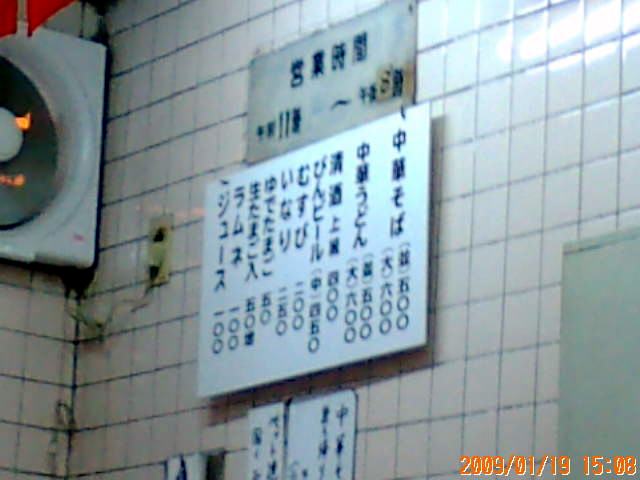 営業時間
午前11時 ～ 午後
中華そば (並) 五〇〇
(大) 六〇〇
中華うどん (並) 五〇〇
(大) 六〇〇
清酒 上級 四〇〇
びんビール (中) 四五〇
むすび 二〇〇
いなり 二五〇
ゆでたまご 五〇
生たまご入 五〇増
ラムネ 一〇〇
ジュース 一〇〇
2009/01/19 15:08